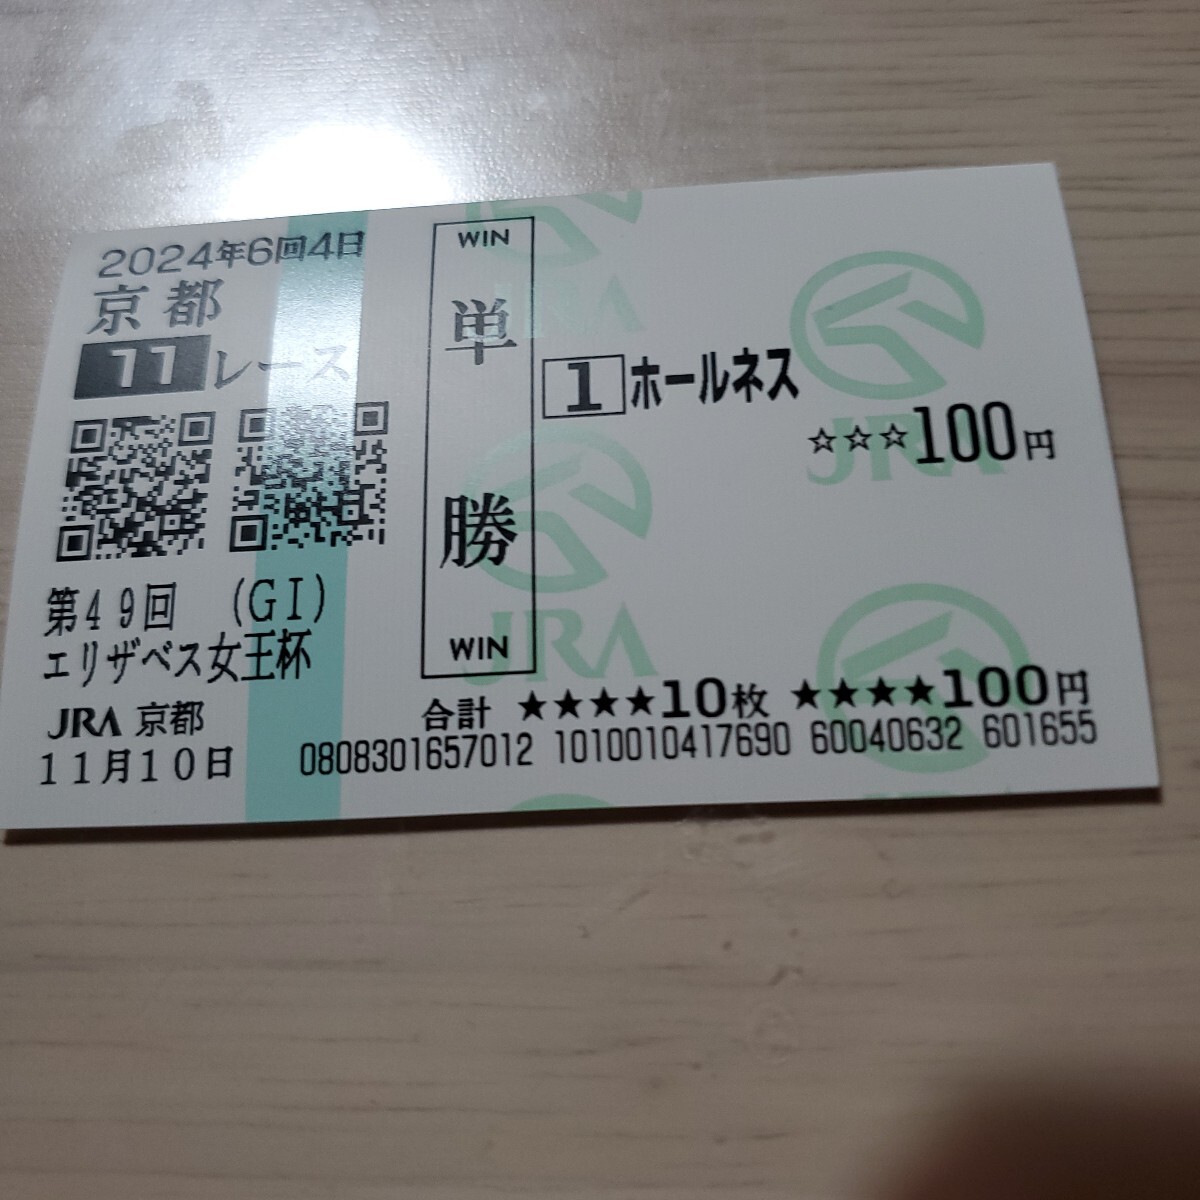 2024年6回4日
京都
11レース
第49回 (GI)
エリザベス女王杯
JRA 京都
11月10日
WIN
単勝
WIN
1 ホールネス
☆☆☆100円
合計 ★★★★10枚 ★★★★100円
0808301657012 1010010417690 60040632 601655
JRA
JRA
JRA